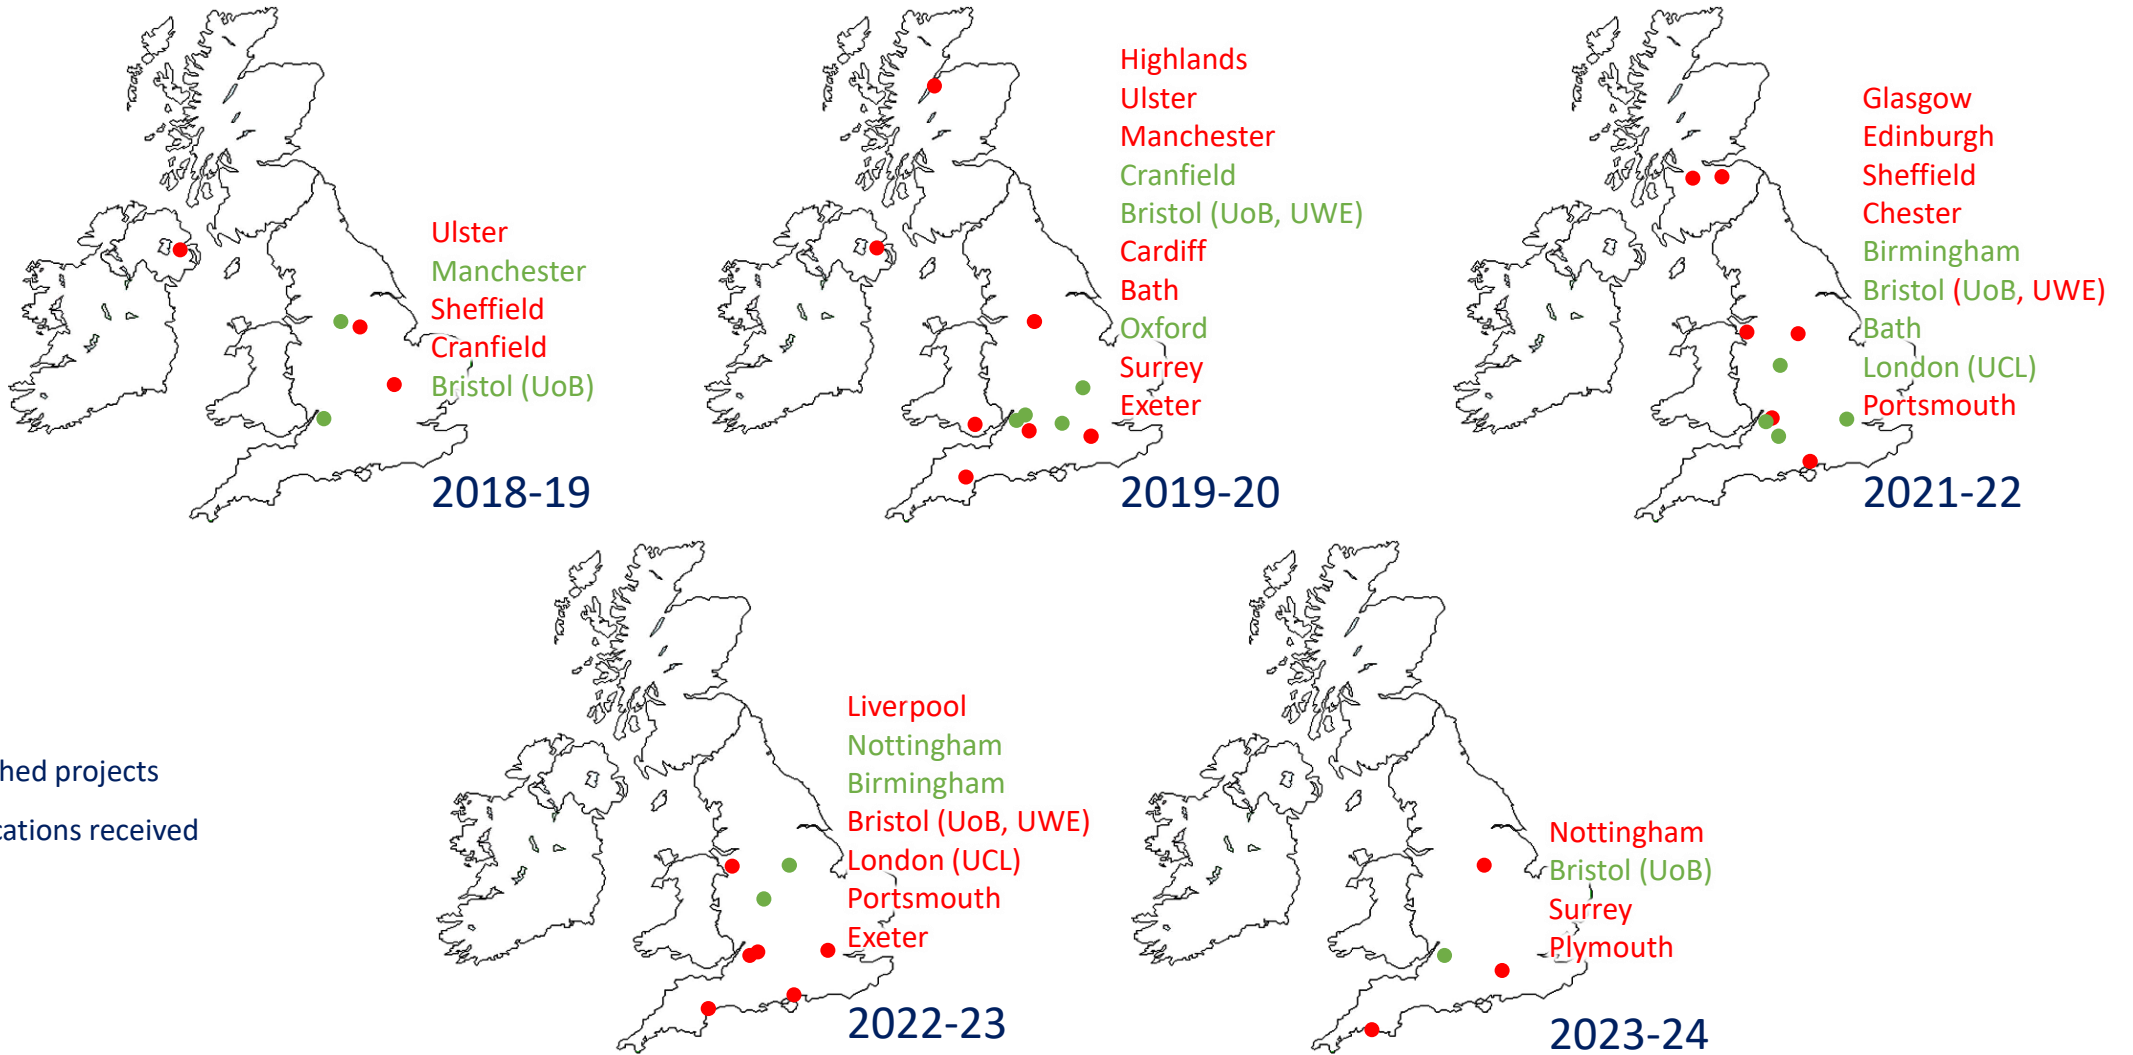 Ulster
Manchester
Sheffield
Cranfield
Bristol (UoB)
2018-19
Highlands
Ulster
Manchester
Cranfield
Bristol (UoB, UWE)
Cardiff
Bath
Oxford
Surrey
Exeter
2019-20
Glasgow
Edinburgh
Sheffield
Chester
Birmingham
Bristol (UoB, UWE)
Bath
London (UCL)
Portsmouth
2021-22
hed projects
cations received
Liverpool
Nottingham
Birmingham
Bristol (UoB, UWE)
London (UCL)
Portsmouth
Exeter
2022-23
Nottingham
Bristol (UoB)
Surrey
Plymouth
2023-24